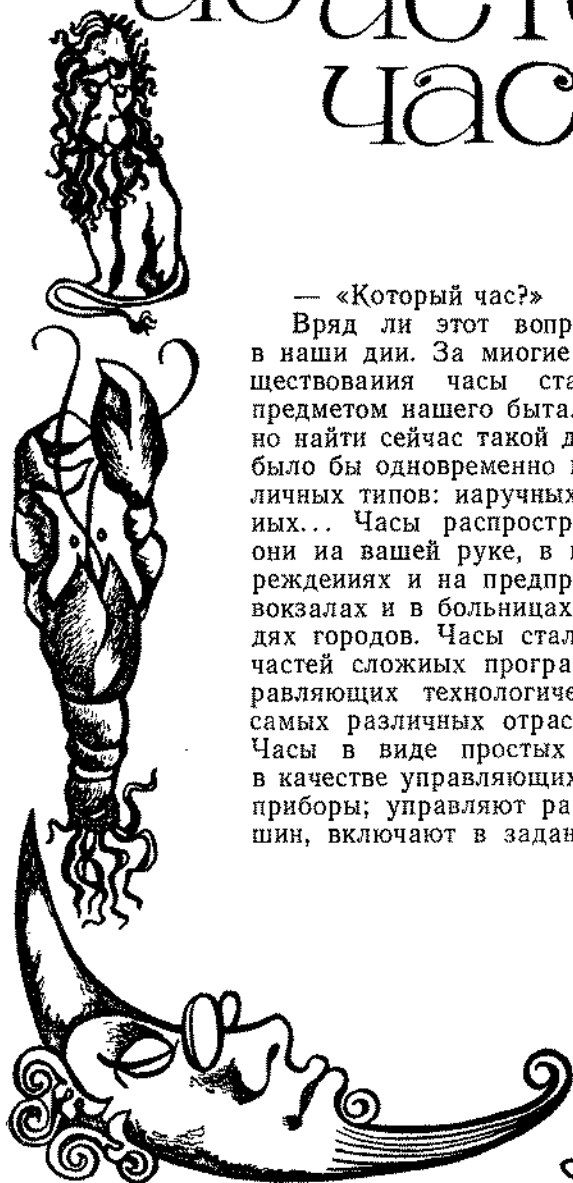 час
— «Который час?»
Вряд ли этот вопр
в наши дии. За миогие
ществоваиия часы ста
предметом нашего быта.
но найти сейчас такой д
было бы одновременно
личных типов: иаручных
иых... Часы распростр
они иа вашей руке, в
реждеииях и на предпр
вокзалах и в больницах
дях городов. Часы стал
частей сложиых програ
равляющих технологиче
самых различных отрас
Часы в виде простых
в качестве управляющих
приборы; управляют ра
шин, включают в задан